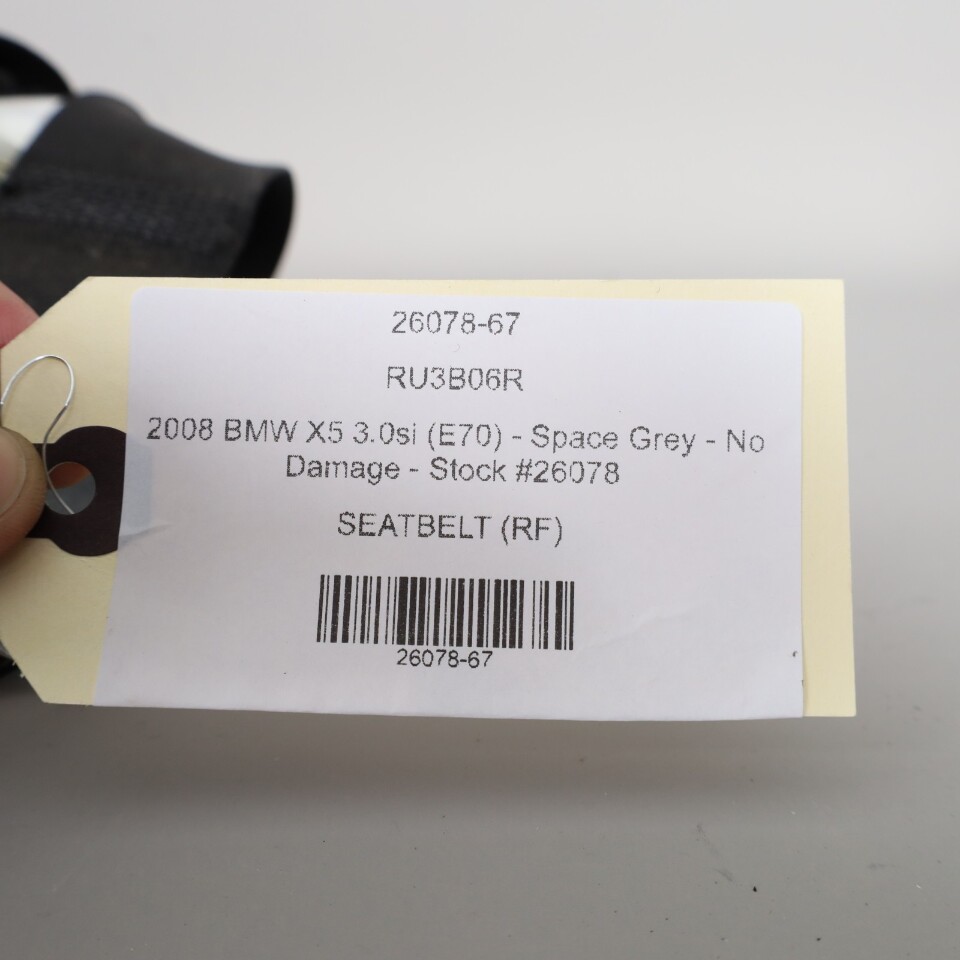 26078-67
RU3B06R
2008 BMW X5 3.0si (E70) - Space Grey - No
Damage - Stock #26078
SEATBELT (RF)
26078-67